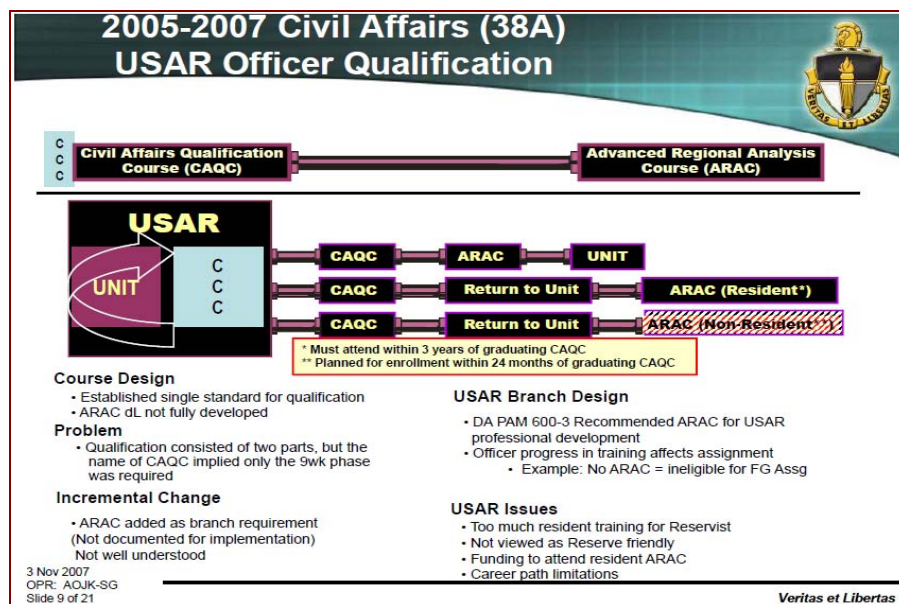 2005-2007 Civil Affairs (38A)
USAR Officer Qualification
VERITAS ET LIBERTAS
C
C
C
Civil Affairs Qualification
Course (CAQC)
Advanced Regional Analysis
Course (ARAC)
USAR
UNIT
C
C
C
CAQC
ARAC
UNIT
CAQC
Return to Unit
ARAC (Resident*)
CAQC
Return to Unit
ARAC (Non-Resident**)
* Must attend within 3 years of graduating CAQC
** Planned for enrollment within 24 months of graduating CAQC
Course Design
• Established single standard for qualification
• ARAC dL not fully developed
Problem
• Qualification consisted of two parts, but the
name of CAQC implied only the 9wk phase
was required
Incremental Change
• ARAC added as branch requirement
(Not documented for implementation)
Not well understood
USAR Branch Design
• DA PAM 600-3 Recommended ARAC for USAR
professional development
• Officer progress in training affects assignment
• Example: No ARAC = ineligible for FG Assg
USAR Issues
• Too much resident training for Reservist
• Not viewed as Reserve friendly
• Funding to attend resident ARAC
• Career path limitations
3 Nov 2007
OPR: AOJK-SG
Slide 9 of 21
Veritas et Libertas